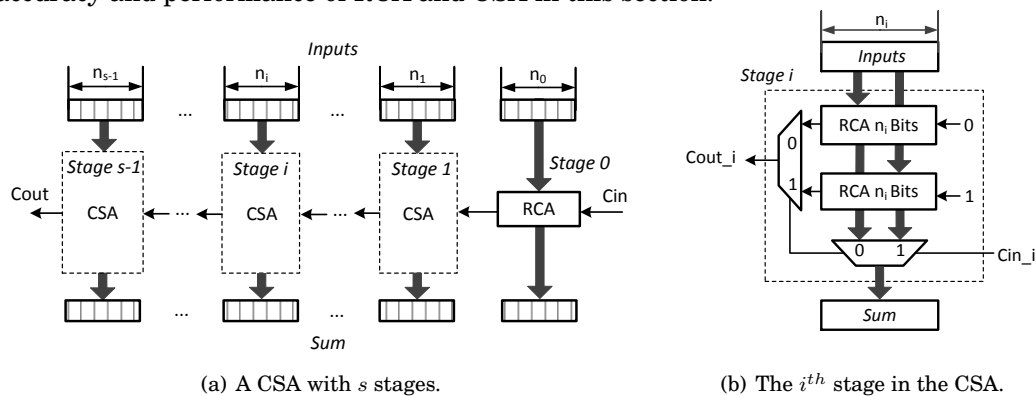 accuracy and performance of RCA and CSA in this section.
Inputs
n_{s-1}
n_i
n_1
n_0
... ...
Stage s-1
Stage i
Stage 1
Stage 0
Cout
CSA
...
CSA
...
CSA
RCA
Cin
... ...
Sum
(a) A CSA with s stages.
n_i
Inputs
Stage i
RCA n_i Bits
0
0
Cout_i
1
RCA n_i Bits
1
0 1
Cin_i
Sum
(b) The i^{th} stage in the CSA.